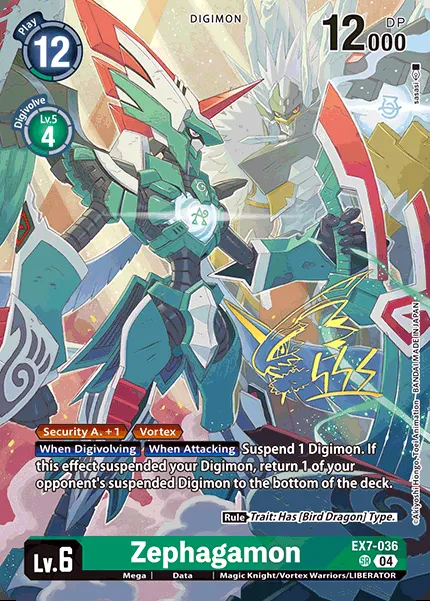 DIGIMON
Play
12
12000
DP
Digivolve
Lv.5
4
sasasi
Security A. +1 Vortex
When Digivolving When Attacking Suspend 1 Digimon. If
this effect suspended your Digimon, return 1 of your
opponent's suspended Digimon to the bottom of the deck.
Rule Trait: Has [Bird Dragon] Type.
©Akiyoshi Hongo, Toei Animation BANDAI MADE IN JAPAN
Lv.6
Zephagamon
EX7-036
SR 04
Mega | Data | Magic Knight/Vortex Warriors/LIBERATOR